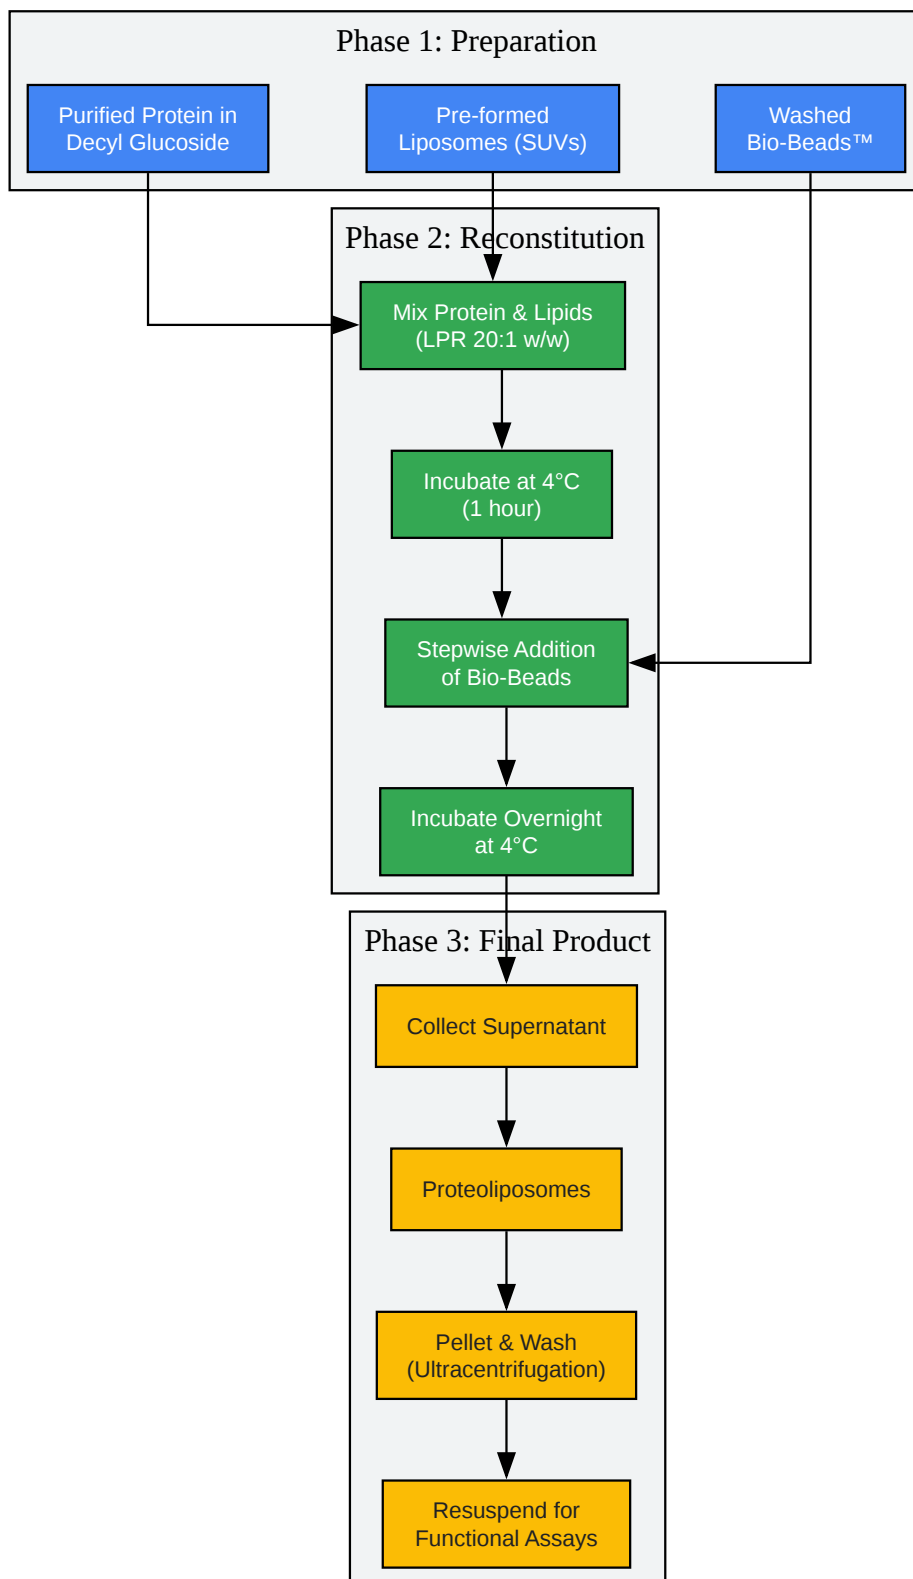 Phase 1: Preparation
Purified Protein in
Decyl Glucoside
Pre-formed
Liposomes (SUVs)
Washed
Bio-Beads™
Phase 2: Reconstitution
Mix Protein & Lipids
(LPR 20:1 w/w)
Incubate at 4°C
(1 hour)
Stepwise Addition
of Bio-Beads
Incubate Overnight
at 4°C
Phase 3: Final Product
Collect Supernatant
Proteoliposomes
Pellet & Wash
(Ultracentrifugation)
Resuspend for
Functional Assays